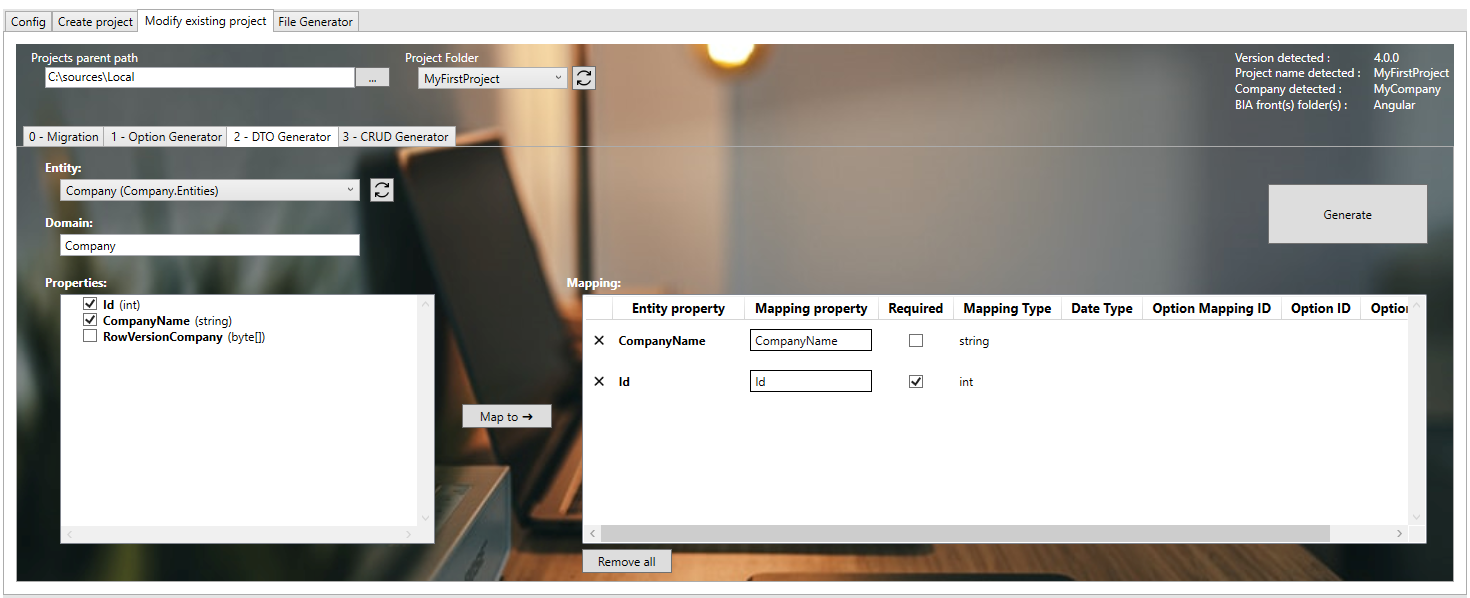 Config Create project Modify existing project File Generator
Projects parent path
C:\sources\Local
...
Project Folder
MyFirstProject
Version detected : 4.0.0
Project name detected : MyFirstProject
Company detected : MyCompany
BIA front(s) folder(s) : Angular
0 - Migration 1 - Option Generator 2 - DTO Generator 3 - CRUD Generator
Entity:
Company (Company.Entities)
Domain:
Company
Generate
Properties:
Id (int)
CompanyName (string)
RowVersionCompany (byte[])
Map to →
Mapping:
Entity property Mapping property Required Mapping Type Date Type Option Mapping ID Option ID Option
✕ CompanyName CompanyName string
✕ Id Id int
Remove all